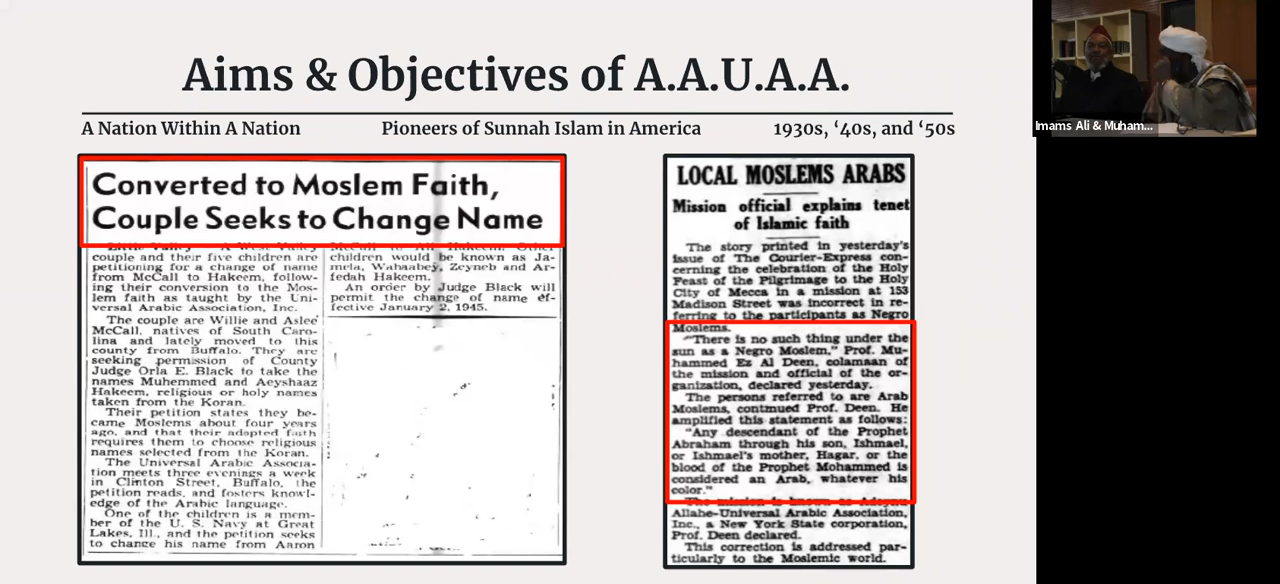 Aims & Objectives of A.A.U.A.A.
A Nation Within A Nation
Pioneers of Sunnah Islam in America
1930s, ‘40s, and ‘50s
Converted to Moslem Faith,
Couple Seeks to Change Name
Little Valley — A West Valley
couple and their five children are
petitioning for a change of name
from McCall to Hakeem, follow-
ing their conversion to the Mos-
lem faith as taught by the Uni-
versal Arabic Association, Inc.
The couple are Willie and Aslee
McCall, natives of South Caro-
lina and lately moved to this
county from Buffalo. They are
seeking permission of County
Judge Orla E. Black to take the
names Muhemmed and Aeyshaaz
Hakeem, religious or holy names
taken from the Koran.
Their petition states they be-
came Moslems about four years
ago, and that their adopted faith
requires them to choose religious
names selected from the Koran.
The Universal Arabic Associa-
tion meets three evenings a week
in Clinton Street, Buffalo, the
petition reads, and fosters knowl-
edge of the Arabic language.
One of the children is a mem-
ber of the U. S. Navy at Great
Lakes, Ill., and the petition seeks
to change his name from Aaron
McCall to Ali Hakeem. Other
children would be known as Ja-
mela, Wahaabey, Zeyneb and Ar-
fedah Hakeem.
An order by Judge Black will
permit the change of name ef-
fective January 2, 1945.
LOCAL MOSLEMS ARABS
Mission official explains tenet
of Islamic faith
The story printed in yesterday's
issue of The Courier-Express con-
cerning the celebration of the Holy
Feast of the Pilgrimage to the Holy
City of Mecca in a mission at 153
Madison Street was incorrect in re-
ferring to the participants as Negro
Moslems.
"There is no such thing under the
sun as a Negro Moslem," Prof. Mu-
hammed Ez Al Deen, colamaan of
the mission and official of the or-
ganization, declared yesterday.
The persons referred to are Arab
Moslems, continued Prof. Deen. He
amplified this statement as follows:
"Any descendant of the Prophet
Abraham through his son, Ishmael,
or Ishmael's mother, Hagar, or the
blood of the Prophet Mohammed is
considered an Arab, whatever his
color."
The mission is known as
Allabe-Universal Arabic Association,
Inc., a New York State corporation,
Prof. Deen declared.
This correction is addressed par-
ticularly to the Moslemic world.
Imams Ali & Muham...